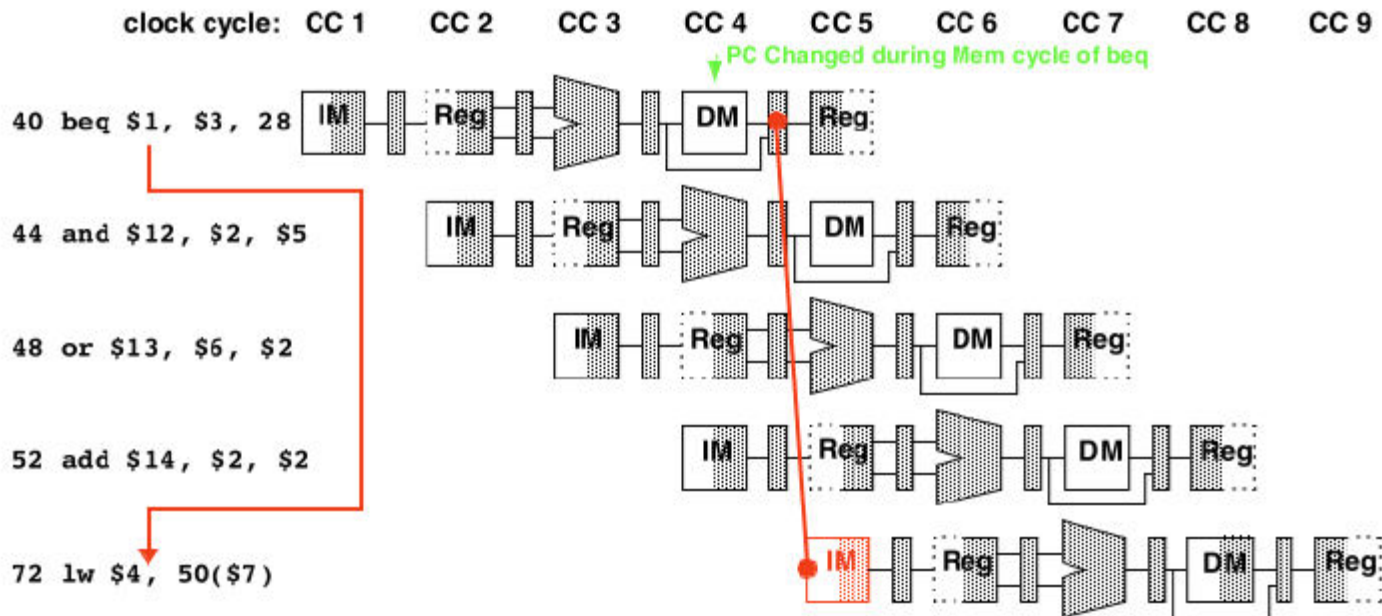 clock cycle: CC 1 CC 2 CC 3 CC 4 CC 5 CC 6 CC 7 CC 8 CC 9
PC Changed during Mem cycle of beq
40 beq $1, $3, 28 IM Reg DM Reg
44 and $12, $2, $5 IM Reg DM Reg
48 or $13, $6, $2 IM Reg DM Reg
52 add $14, $2, $2 IM Reg DM Reg
72 lw $4, 50($7) IM Reg DM Reg